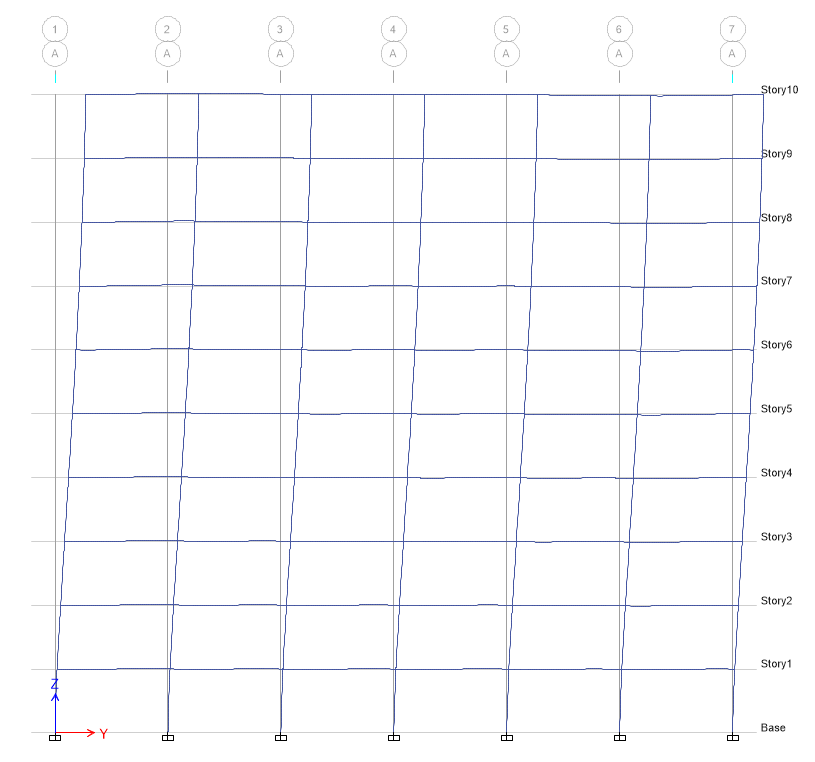 1 2 3 4 5 6 7
A A A A A A A
Story10
Story9
Story8
Story7
Story6
Story5
Story4
Story3
Story2
Story1
Z
Y
Base